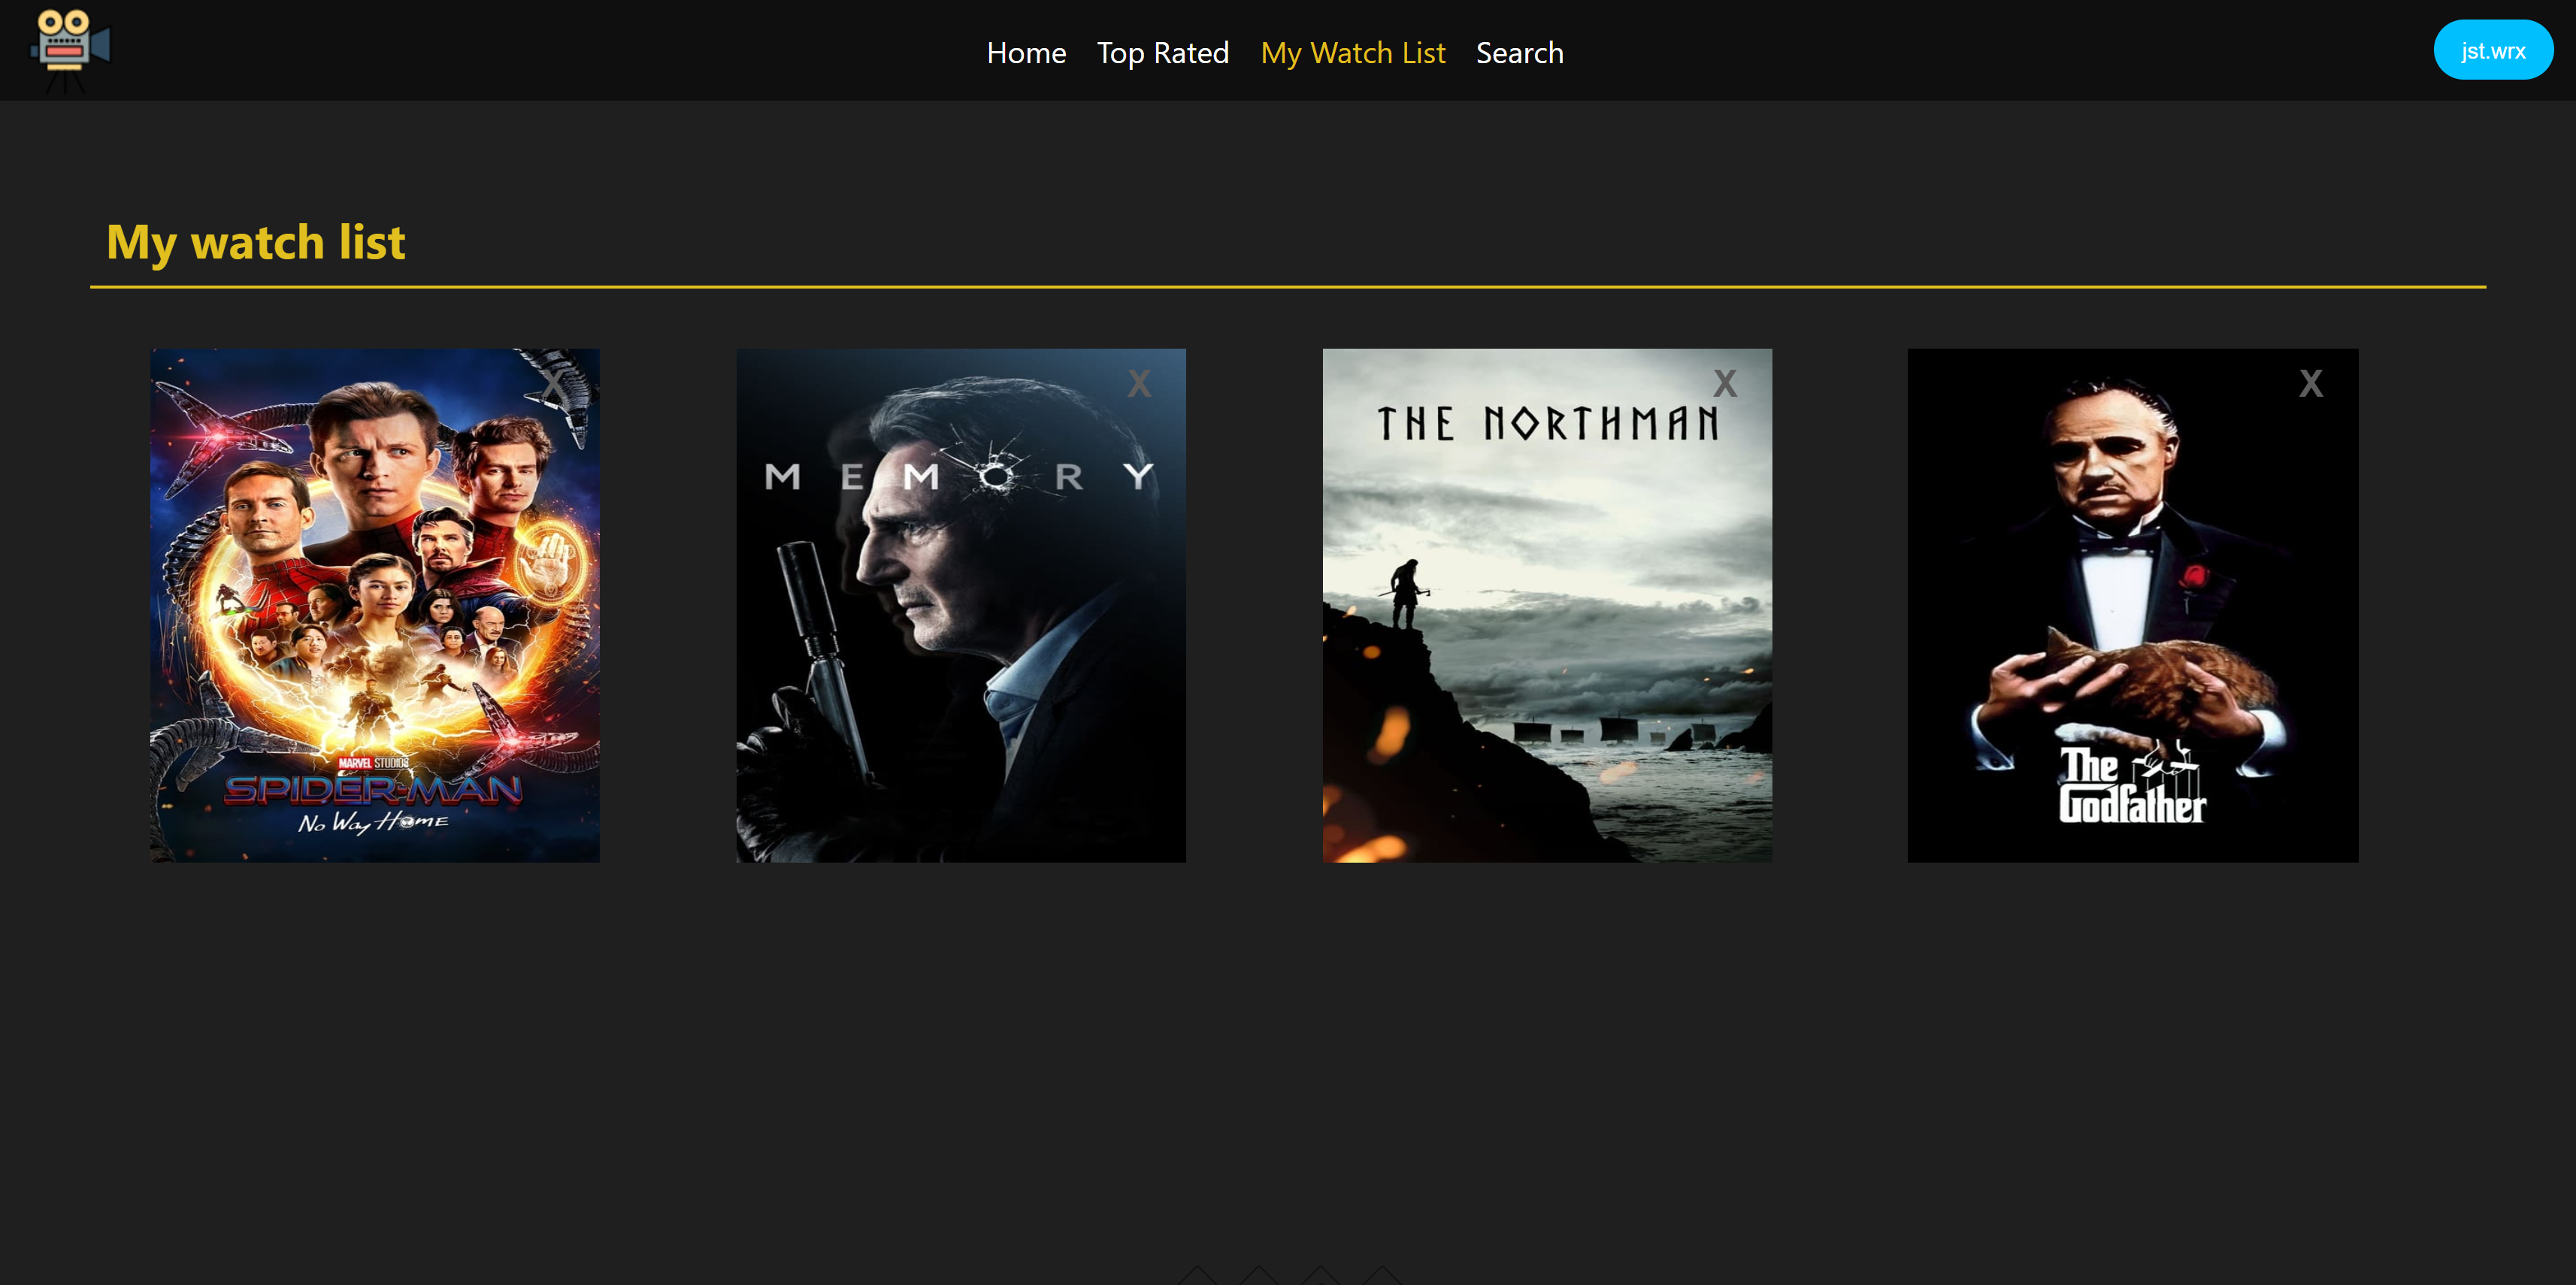 Home Top Rated My Watch List Search
jst.wrx
My watch list
X
MARVEL STUDIOS
SPIDER-MAN
NO WAY HOME
X
MEMORY
X
THE NORTHMAN
X
The
Godfather